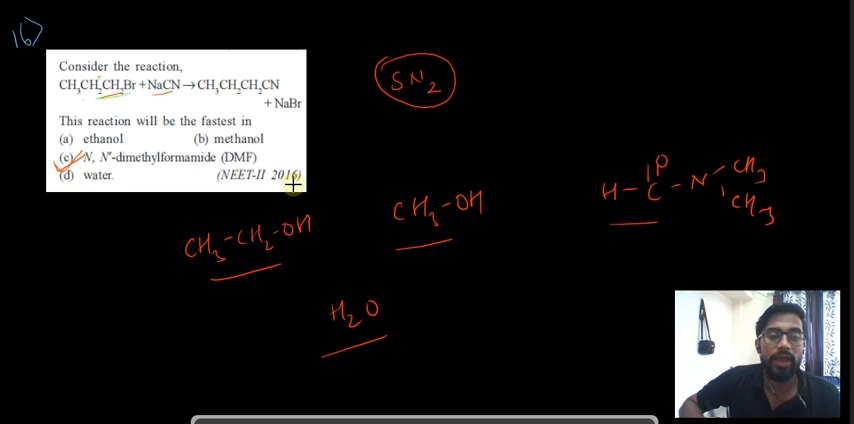 16)
Consider the reaction,
CH₃CH₂CH₂Br + NaCN → CH₃CH₂CH₂CN
+ NaBr
This reaction will be the fastest in
(a) ethanol (b) methanol
(c) N, N'-dimethylformamide (DMF)
(d) water. (NEET-II 2016)
SN2
H-C-N
CH3
CH3
CH3-OH
CH3-CH2-OH
H2O